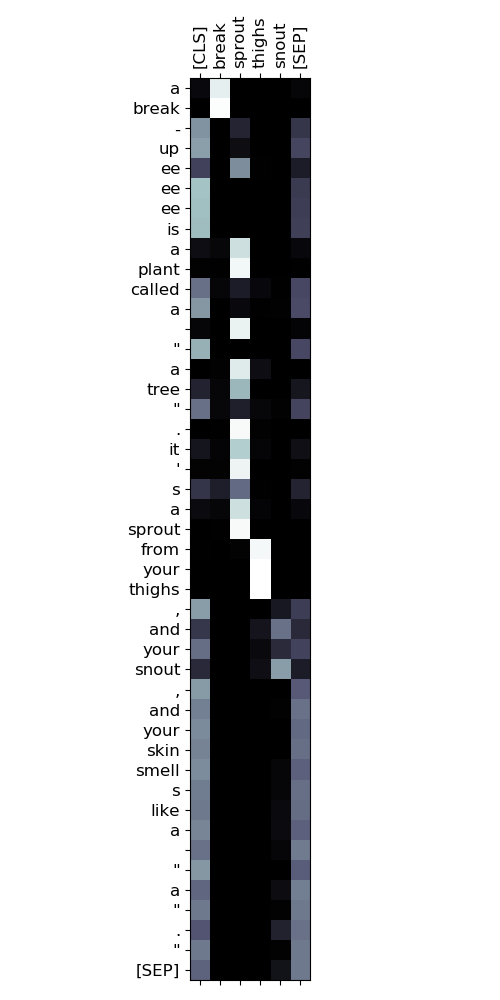 [CLS] break sprout thighs snout [SEP]
a
break
-
up
ee
ee
ee
is
a
plant
called
a
"
a
tree
"
.
it
'
s
a
sprout
from
your
thighs
,
and
your
snout
,
and
your
skin
smell
s
like
a
"
a
"
.
"
[SEP]